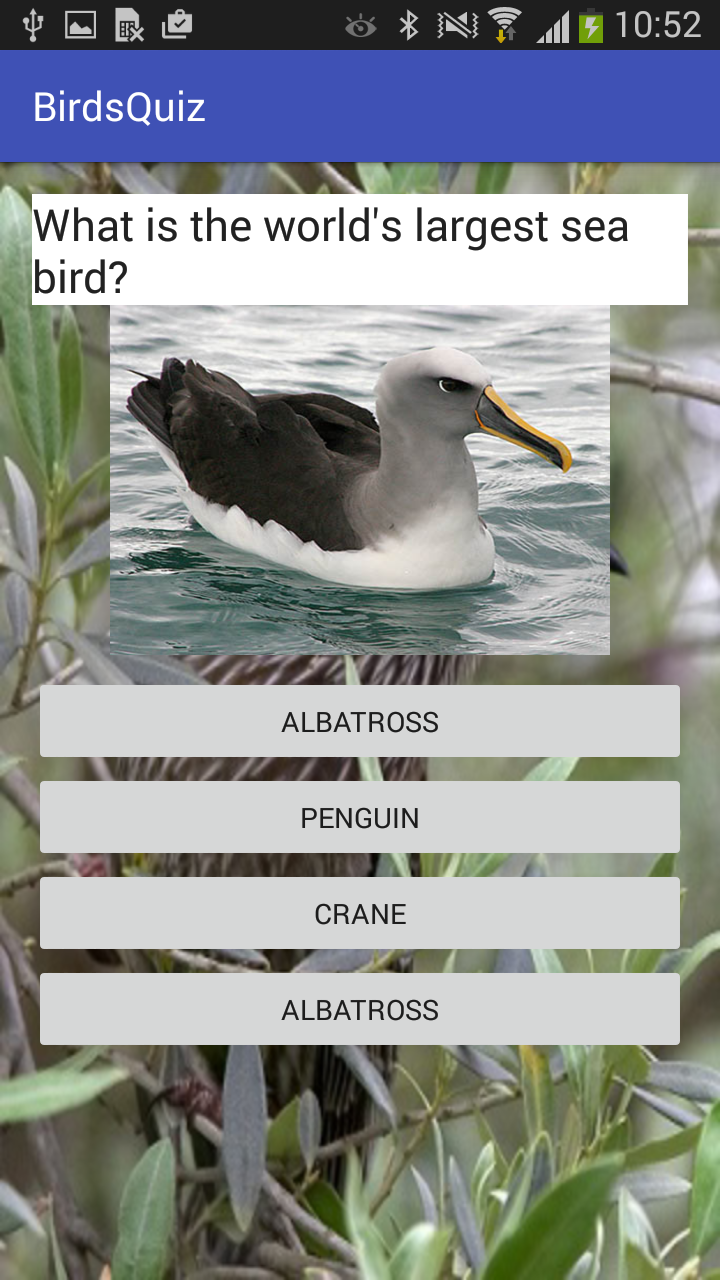 10:52
BirdsQuiz
What is the world's largest sea
bird?
ALBATROSS
PENGUIN
CRANE
ALBATROSS